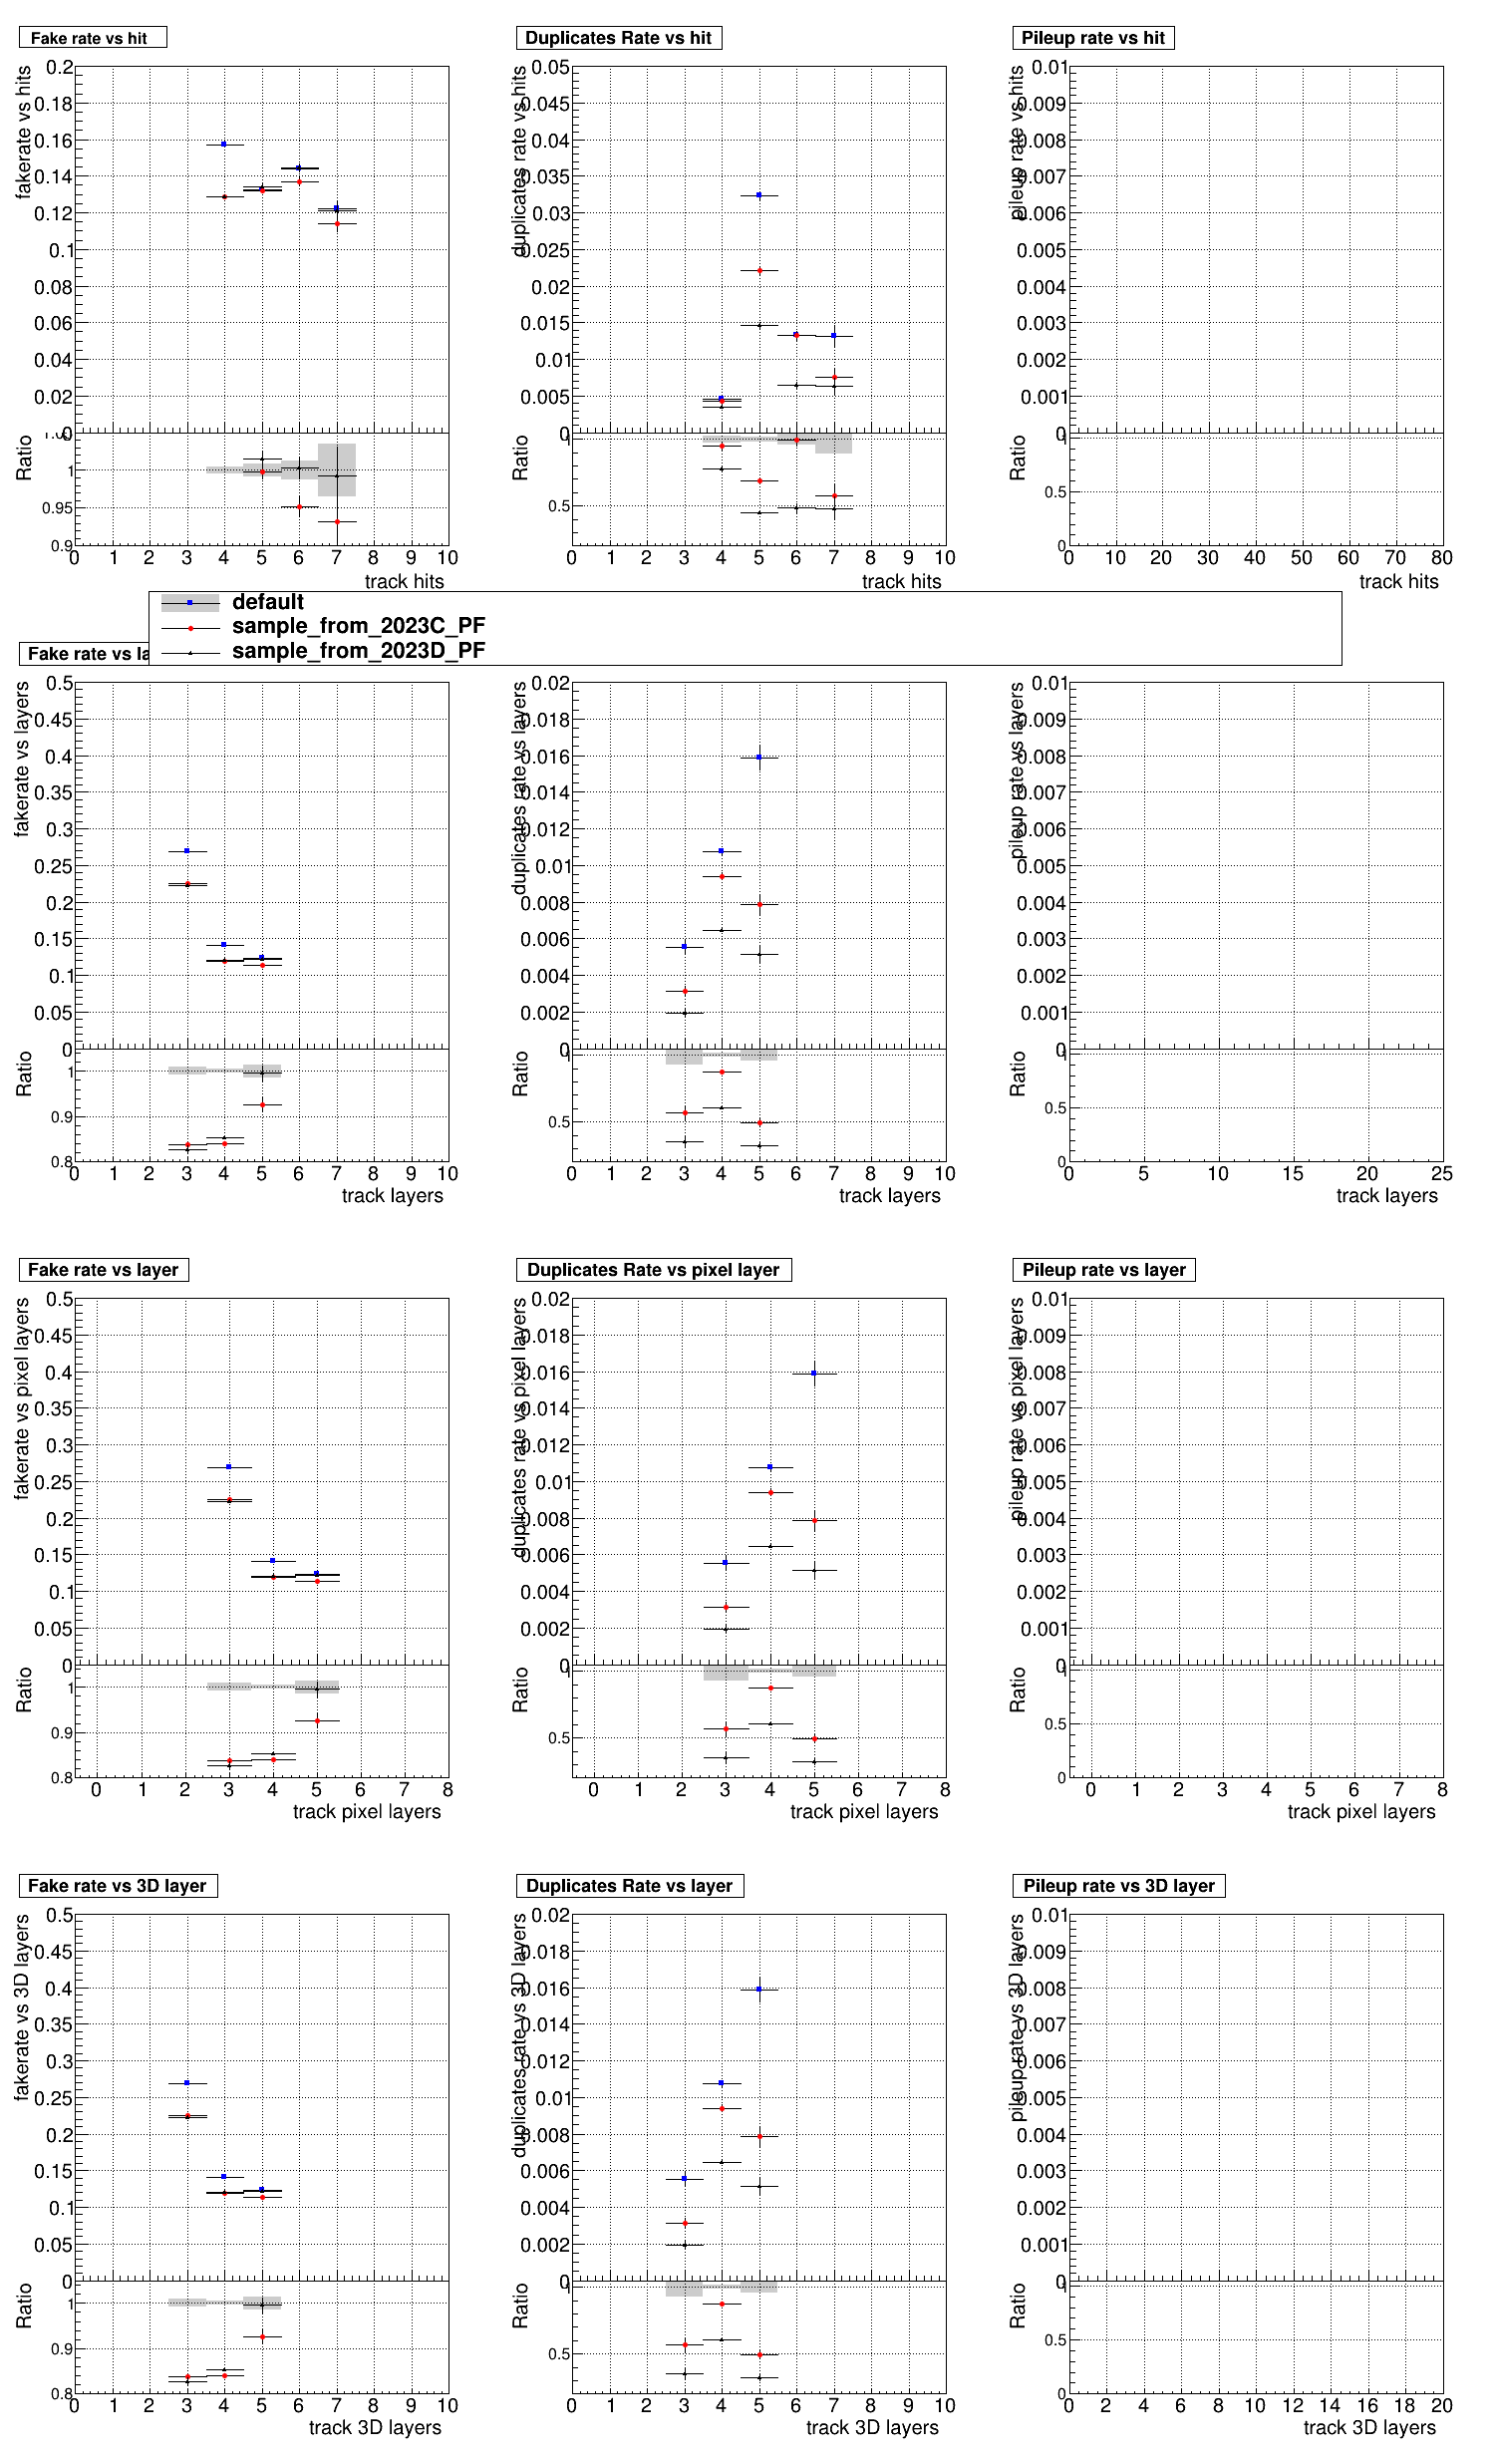 Fake rate vs hit
Duplicates Rate vs hit
Pileup rate vs hit
fakerate vs hits
0.2
0.18
0.16
0.14
0.12
0.1
0.08
0.06
0.04
0.02
0
Ratio
1
0.95
0.9
0 1 2 3 4 5 6 7 8 9 10
track hits
duplicates rate vs hits
0.05
0.045
0.04
0.035
0.03
0.025
0.02
0.015
0.01
0.005
0
Ratio
1
0.5
0 1 2 3 4 5 6 7 8 9 10
track hits
pileup rate vs hits
0.01
0.009
0.008
0.007
0.006
0.005
0.004
0.003
0.002
0.001
0
Ratio
1
0.5
0
0 10 20 30 40 50 60 70 80
track hits
default
sample_from_2023C_PF
sample_from_2023D_PF
Fake rate vs la
fakerate vs layers
0.5
0.45
0.4
0.35
0.3
0.25
0.2
0.15
0.1
0.05
0
Ratio
1
0.9
0.8
0 1 2 3 4 5 6 7 8 9 10
track layers
duplicates rate vs layers
0.02
0.018
0.016
0.014
0.012
0.01
0.008
0.006
0.004
0.002
0
Ratio
1
0.5
0 1 2 3 4 5 6 7 8 9 10
track layers
pileup rate vs layers
0.01
0.009
0.008
0.007
0.006
0.005
0.004
0.003
0.002
0.001
0
Ratio
1
0.5
0
0 5 10 15 20 25
track layers
Fake rate vs layer
Duplicates Rate vs pixel layer
Pileup rate vs layer
fakerate vs pixel layers
0.5
0.45
0.4
0.35
0.3
0.25
0.2
0.15
0.1
0.05
0
Ratio
1
0.9
0.8
0 1 2 3 4 5 6 7 8
track pixel layers
duplicates rate vs pixel layers
0.02
0.018
0.016
0.014
0.012
0.01
0.008
0.006
0.004
0.002
0
Ratio
1
0.5
0 1 2 3 4 5 6 7 8
track pixel layers
pileup rate vs pixel layers
0.01
0.009
0.008
0.007
0.006
0.005
0.004
0.003
0.002
0.001
0
Ratio
1
0.5
0
0 1 2 3 4 5 6 7 8
track pixel layers
Fake rate vs 3D layer
Duplicates Rate vs layer
Pileup rate vs 3D layer
fakerate vs 3D layers
0.5
0.45
0.4
0.35
0.3
0.25
0.2
0.15
0.1
0.05
0
Ratio
1
0.9
0.8
0 1 2 3 4 5 6 7 8 9 10
track 3D layers
duplicates rate vs 3D layers
0.02
0.018
0.016
0.014
0.012
0.01
0.008
0.006
0.004
0.002
0
Ratio
1
0.5
0 1 2 3 4 5 6 7 8 9 10
track 3D layers
pileup rate vs 3D layers
0.01
0.009
0.008
0.007
0.006
0.005
0.004
0.003
0.002
0.001
0
Ratio
1
0.5
0
0 2 4 6 8 10 12 14 16 18 20
track 3D layers